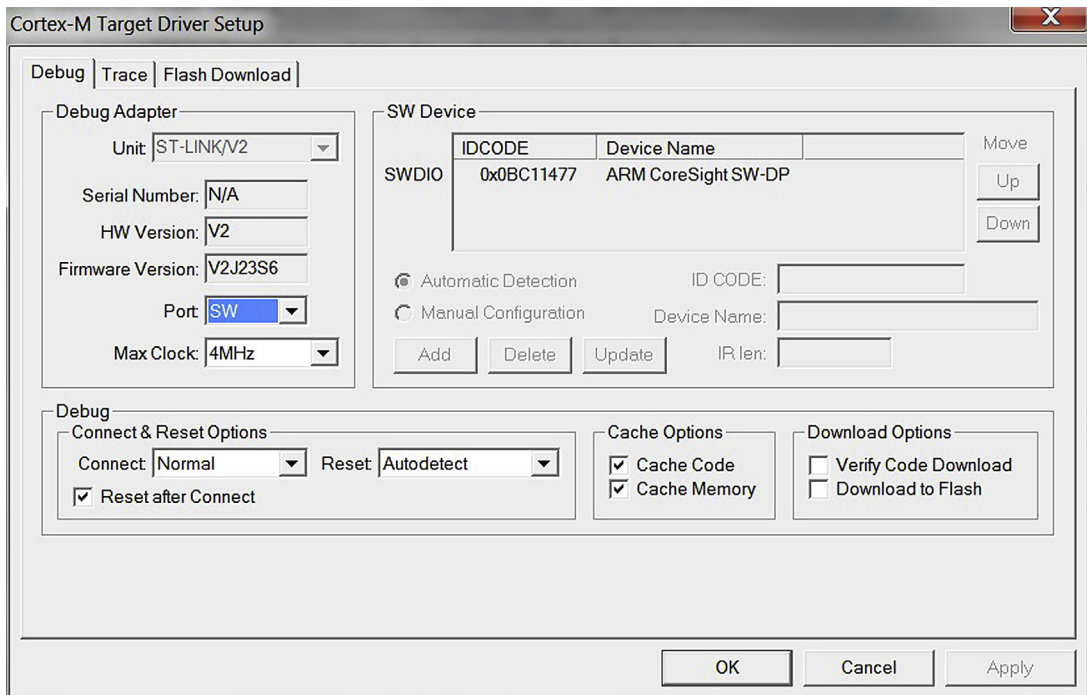 Cortex-M Target Driver Setup
X
Debug Trace Flash Download
Debug Adapter
Unit: ST-LINK/V2
Serial Number: N/A
HW Version: V2
Firmware Version: V2J23S6
Port: SW
Max Clock: 4MHz
SW Device
IDCODE Device Name
SWDIO 0x0BC11477 ARM CoreSight SW-DP
Move
Up
Down
Automatic Detection
Manual Configuration
ID CODE:
Device Name:
Add Delete Update
IR len:
Debug
Connect & Reset Options
Connect: Normal Reset: Autodetect
Reset after Connect
Cache Options
Cache Code
Cache Memory
Download Options
Verify Code Download
Download to Flash
OK Cancel Apply